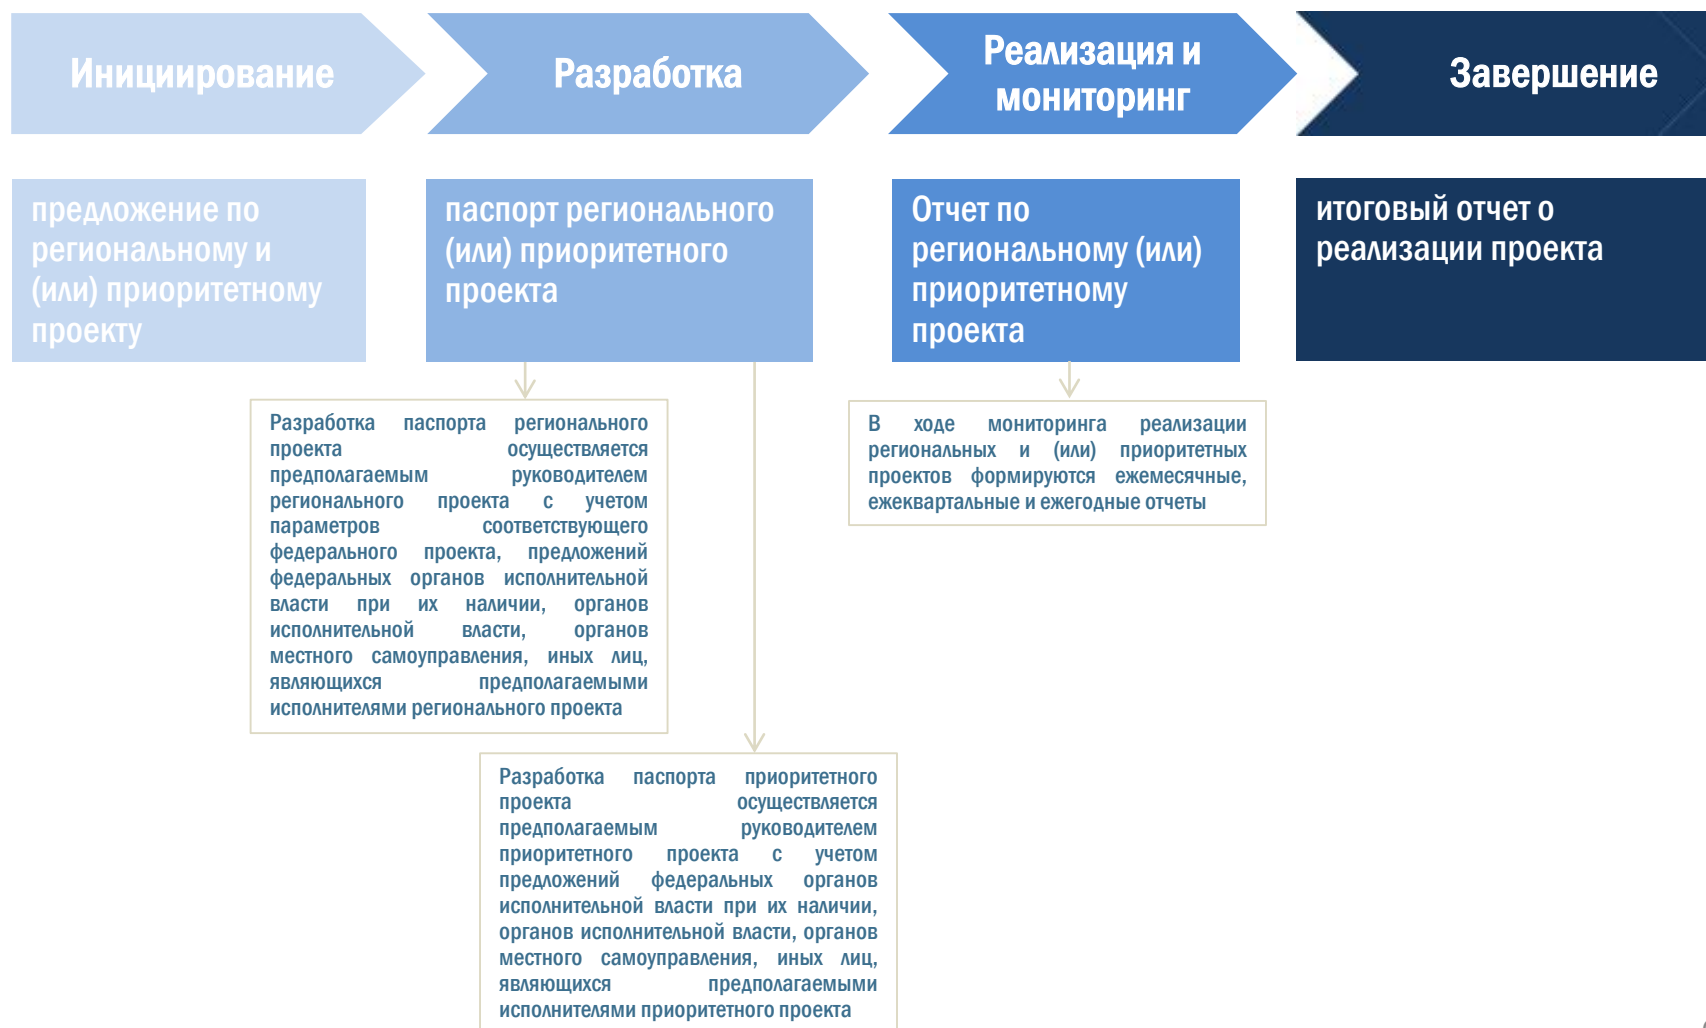 Инициирование
Разработка
Реализация и
мониторинг
Завершение
предложение по
региональному и
(или) приоритетному
проекту
паспорт регионального
(или) приоритетного
проекта
Отчет по
региональному (или)
приоритетному
проекта
итоговый отчет о
реализации проекта
Разработка паспорта регионального
проекта осуществляется
предполагаемым руководителем
регионального проекта с учетом
параметров соответствующего
федерального проекта, предложений
федеральных органов исполнительной
власти при их наличии, органов
исполнительной власти, органов
местного самоуправления, иных лиц,
являющихся предполагаемыми
исполнителями регионального проекта
В ходе мониторинга реализации
региональных и (или) приоритетных
проектов формируются ежемесячные,
ежеквартальные и ежегодные отчеты
Разработка паспорта приоритетного
проекта осуществляется
предполагаемым руководителем
приоритетного проекта с учетом
предложений федеральных органов
исполнительной власти при их наличии,
органов исполнительной власти, органов
местного самоуправления, иных лиц,
являющихся предполагаемыми
исполнителями приоритетного проекта